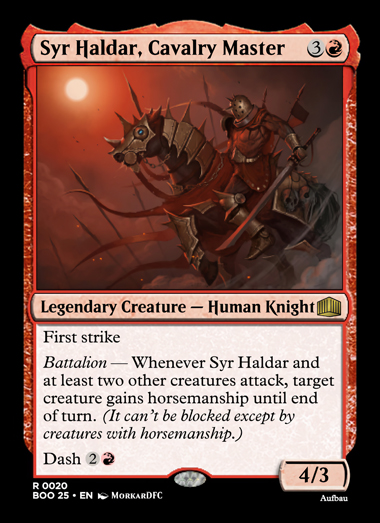 Syr Haldar, Cavalry Master 3
Legendary Creature — Human Knight
First strike
Battalion — Whenever Syr Haldar and
at least two other creatures attack, target
creature gains horsemanship until end
of turn. (It can't be blocked except by
creatures with horsemanship.)
Dash 2
4/3
R 0020
BOO 25 • EN MorkarDFC
Aufbau